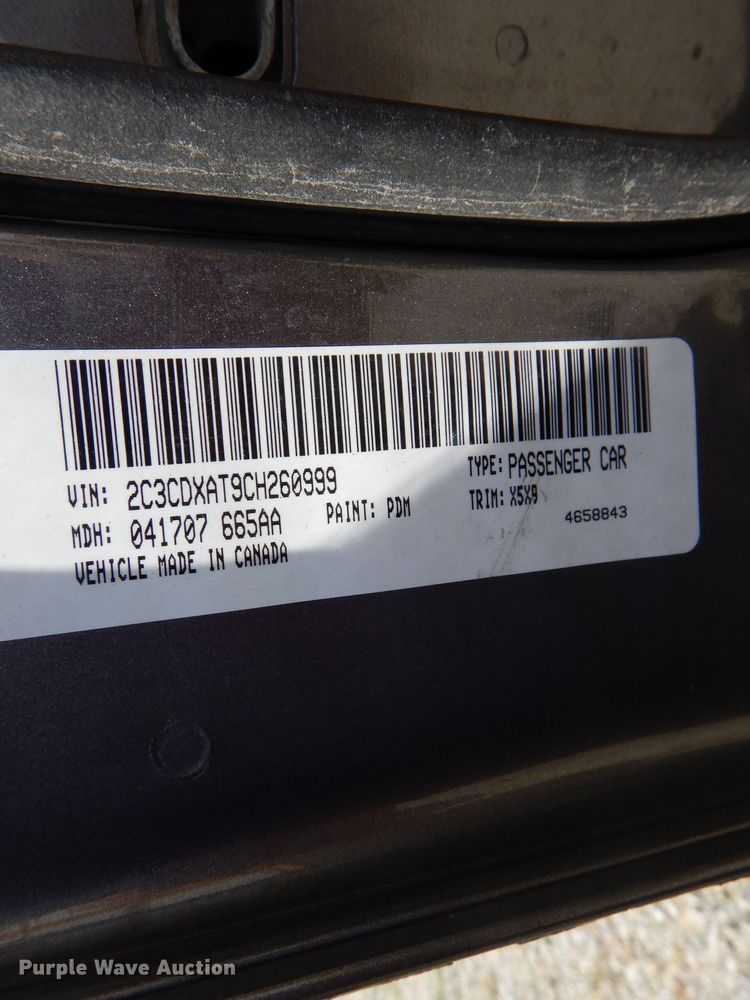 VIN: 2C3CDXAT9CH260999
TYPE: PASSENGER CAR
MDH: 041707 665AA
PAINT: PDM
TRIM: X5X9
VEHICLE MADE IN CANADA
4658843
Purple Wave Auction